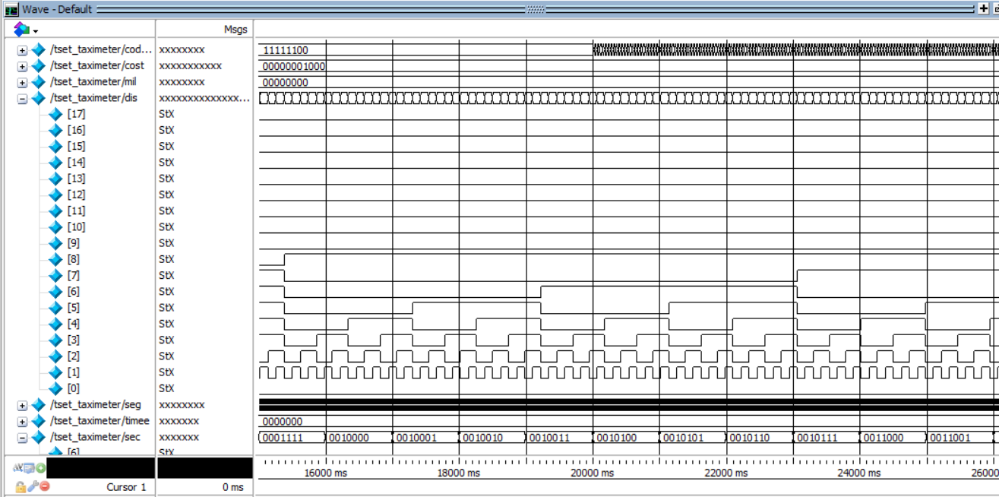 Wave - Default
Msgs
/tset_taximeter/cod... xxxxxxxx 11111100
/tset_taximeter/cost xxxxxxxxxxx 00000001000
/tset_taximeter/mil xxxxxxxx 00000000
/tset_taximeter/dis xxxxxxxxxxxxxx...
[17] StX
[16] StX
[15] StX
[14] StX
[13] StX
[12] StX
[11] StX
[10] StX
[9] StX
[8] StX
[7] StX
[6] StX
[5] StX
[4] StX
[3] StX
[2] StX
[1] StX
[0] StX
/tset_taximeter/seg xxxxxxxx
/tset_taximeter/timee xxxxxxx 0000000
/tset_taximeter/sec xxxxxxx 0001111 0010000 0010001 0010010 0010011 0010100 0010101 0010110 0010111 0011000 0011001
[6] StX
16000 ms 18000 ms 20000 ms 22000 ms 24000 ms 26000
Cursor 1 0 ms